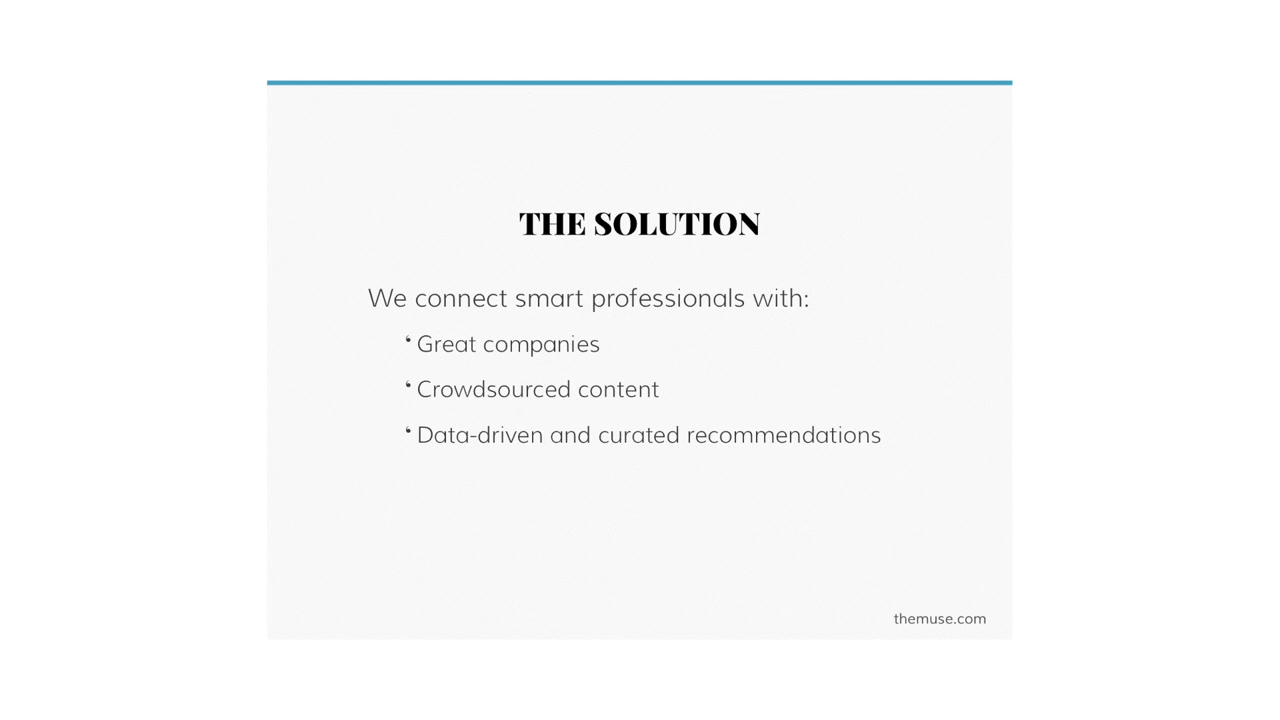 THE SOLUTION
We connect smart professionals with:
• Great companies
• Crowdsourced content
• Data-driven and curated recommendations
themuse.com